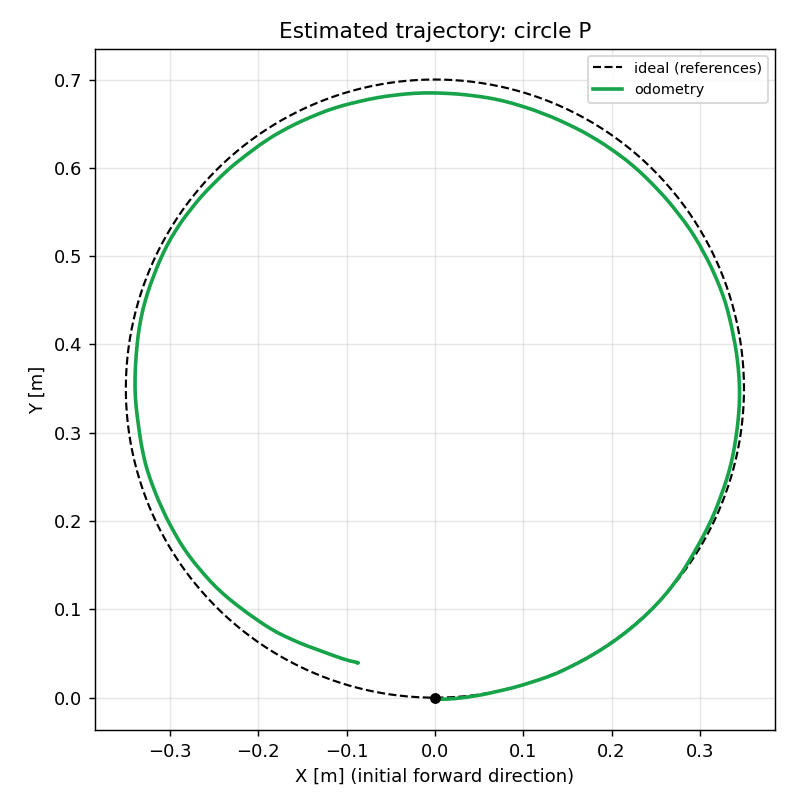 Estimated trajectory: circle P
ideal (references)
odometry
0.7
0.6
0.5
0.4
0.3
0.2
0.1
0.0
Y [m]
−0.3 −0.2 −0.1 0.0 0.1 0.2 0.3
X [m] (initial forward direction)